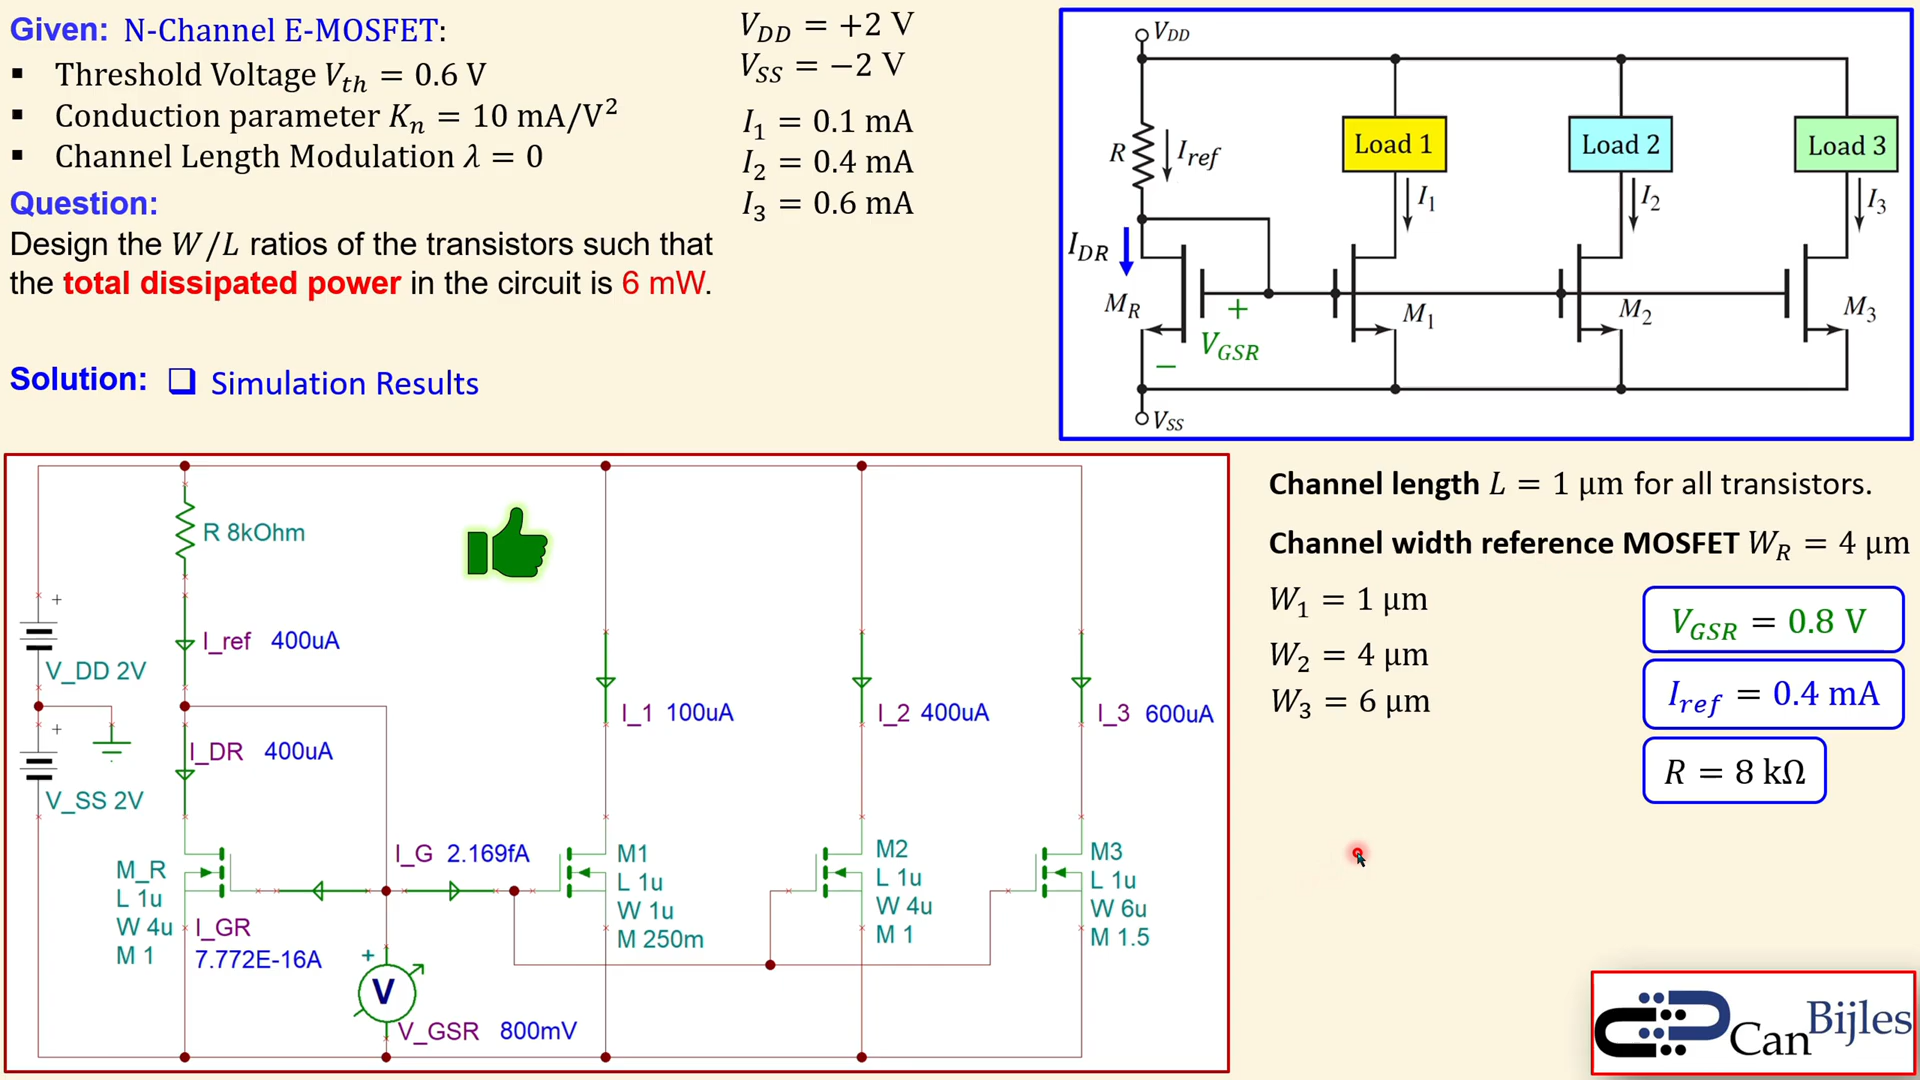 Given: N-Channel E-MOSFET:
▪ Threshold Voltage V_th = 0.6 V
▪ Conduction parameter K_n = 10 mA/V²
▪ Channel Length Modulation λ = 0
Question:
Design the W/L ratios of the transistors such that
the total dissipated power in the circuit is 6 mW.
Solution: ❑ Simulation Results
V_DD = +2 V
V_SS = −2 V
I_1 = 0.1 mA
I_2 = 0.4 mA
I_3 = 0.6 mA
V_DD
R
I_ref
Load 1
Load 2
Load 3
I_1
I_2
I_3
I_DR
M_R
+
V_GSR
−
M_1
M_2
M_3
V_SS
R 8kOhm
I_ref 400uA
+
V_DD 2V
I_1 100uA
I_2 400uA
I_3 600uA
+
I_DR 400uA
V_SS 2V
I_G 2.169fA
M_R
L 1u
W 4u
M 1
I_GR
7.772E-16A
M1
L 1u
W 1u
M 250m
M2
L 1u
W 4u
M 1
M3
L 1u
W 6u
M 1.5
+
V
V_GSR 800mV
Channel length L = 1 μm for all transistors.
Channel width reference MOSFET W_R = 4 μm
W_1 = 1 μm
W_2 = 4 μm
W_3 = 6 μm
V_GSR = 0.8 V
I_ref = 0.4 mA
R = 8 kΩ
Can Bijles